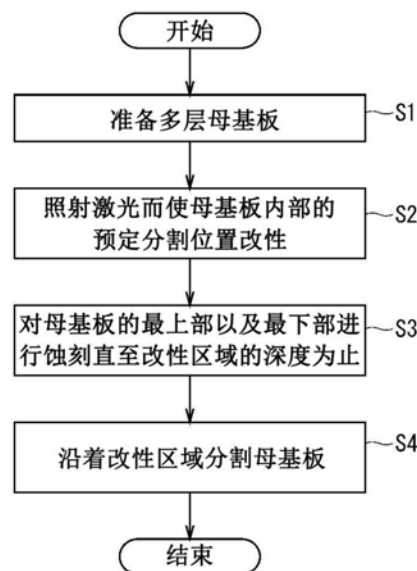 开始
准备多层母基板
S1
照射激光而使母基板内部的
预定分割位置改性
S2
对母基板的最上部以及最下部进
行蚀刻直至改性区域的深度为止
S3
沿着改性区域分割母基板
S4
结束